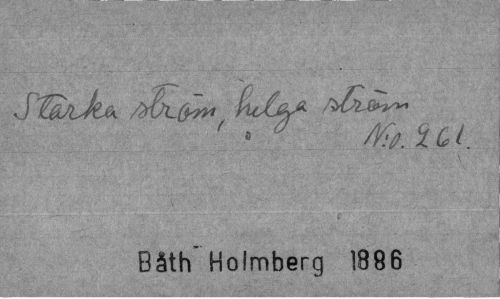 Starka ström, helga ström
N:o. 261.
Båth Holmberg 1886